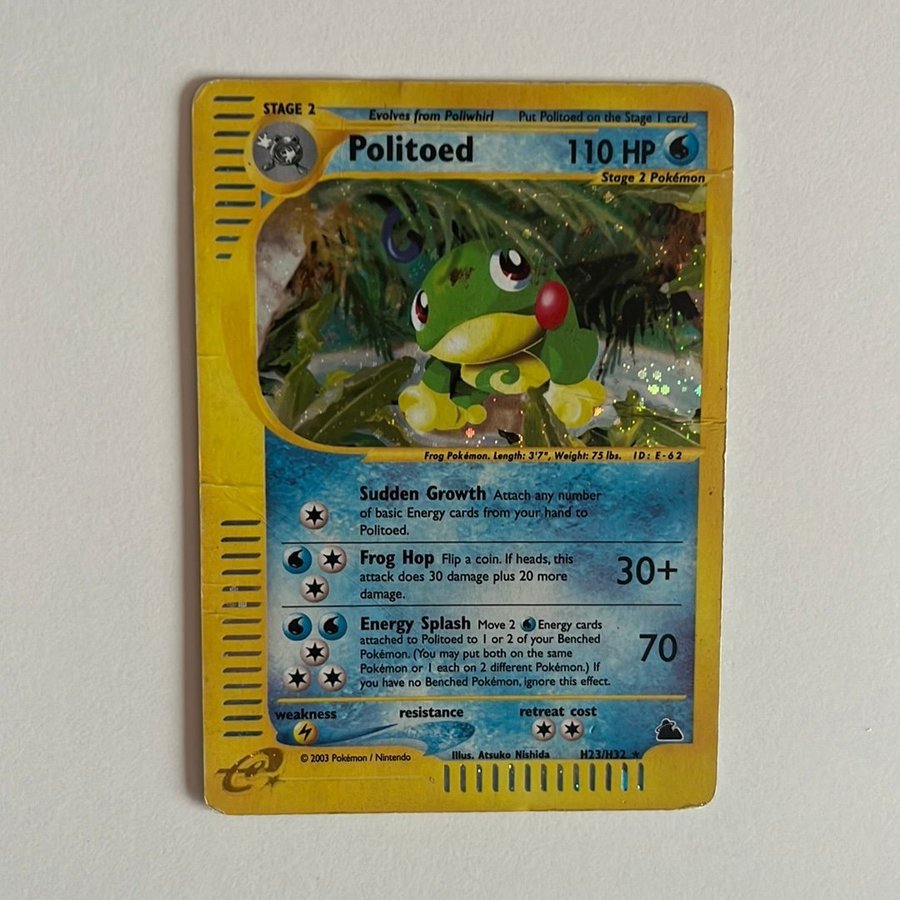 STAGE 2
Evolves from Poliwhirl Put Politoed on the Stage 1 card
Politoed 110 HP
Stage 2 Pokémon
Frog Pokémon. Length: 3'7", Weight: 75 lbs. ID: E-62
Sudden Growth Attach any number
of basic Energy cards from your hand to
Politoed.
Frog Hop Flip a coin. If heads, this
attack does 30 damage plus 20 more
damage.
30+
Energy Splash Move 2 Energy cards
attached to Politoed to 1 or 2 of your Benched
Pokémon. (You may put both on the same
Pokémon or 1 each on 2 different Pokémon.) If
you have no Benched Pokémon, ignore this effect.
70
weakness resistance retreat cost
Illus. Atsuko Nishida H23/H32 ★
© 2003 Pokémon / Nintendo
e